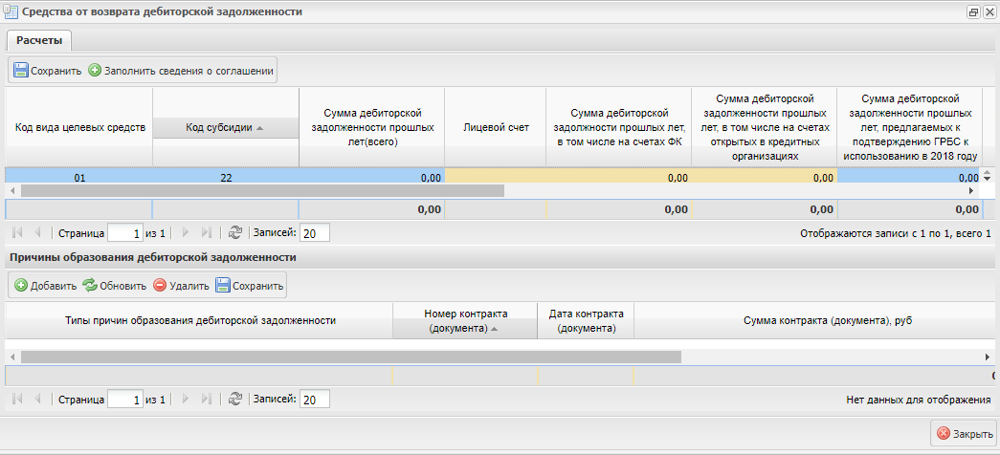 Средства от возврата дебиторской задолженности
Расчеты
Сохранить Заполнить сведения о соглашении
Код вида целевых средств
Код субсидии
Сумма дебиторской
задолженности прошлых
лет(всего)
Лицевой счет
Сумма дебиторской
задолжности прошлых лет,
в том числе на счетах ФК
Сумма дебиторской
задолженности прошлых
лет, в том числе на счетах
открытых в кредитных
организациях
Сумма дебиторской
задолженности прошлых
лет, предлагаемых к
подтверждению ГРБС к
использованию в 2018 году
01 22 0,00 0,00 0,00 0,00
0,00 0,00 0,00 0,00
Страница 1 из 1 Записей: 20 Отображаются записи с 1 по 1, всего 1
Причины образования дебиторской задолженности
Добавить Обновить Удалить Сохранить
Типы причин образования дебиторской задолженности
Номер контракта
(документа)
Дата контракта
(документа)
Сумма контракта (документа), руб
Страница 1 из 1 Записей: 20 Нет данных для отображения
Закрыть